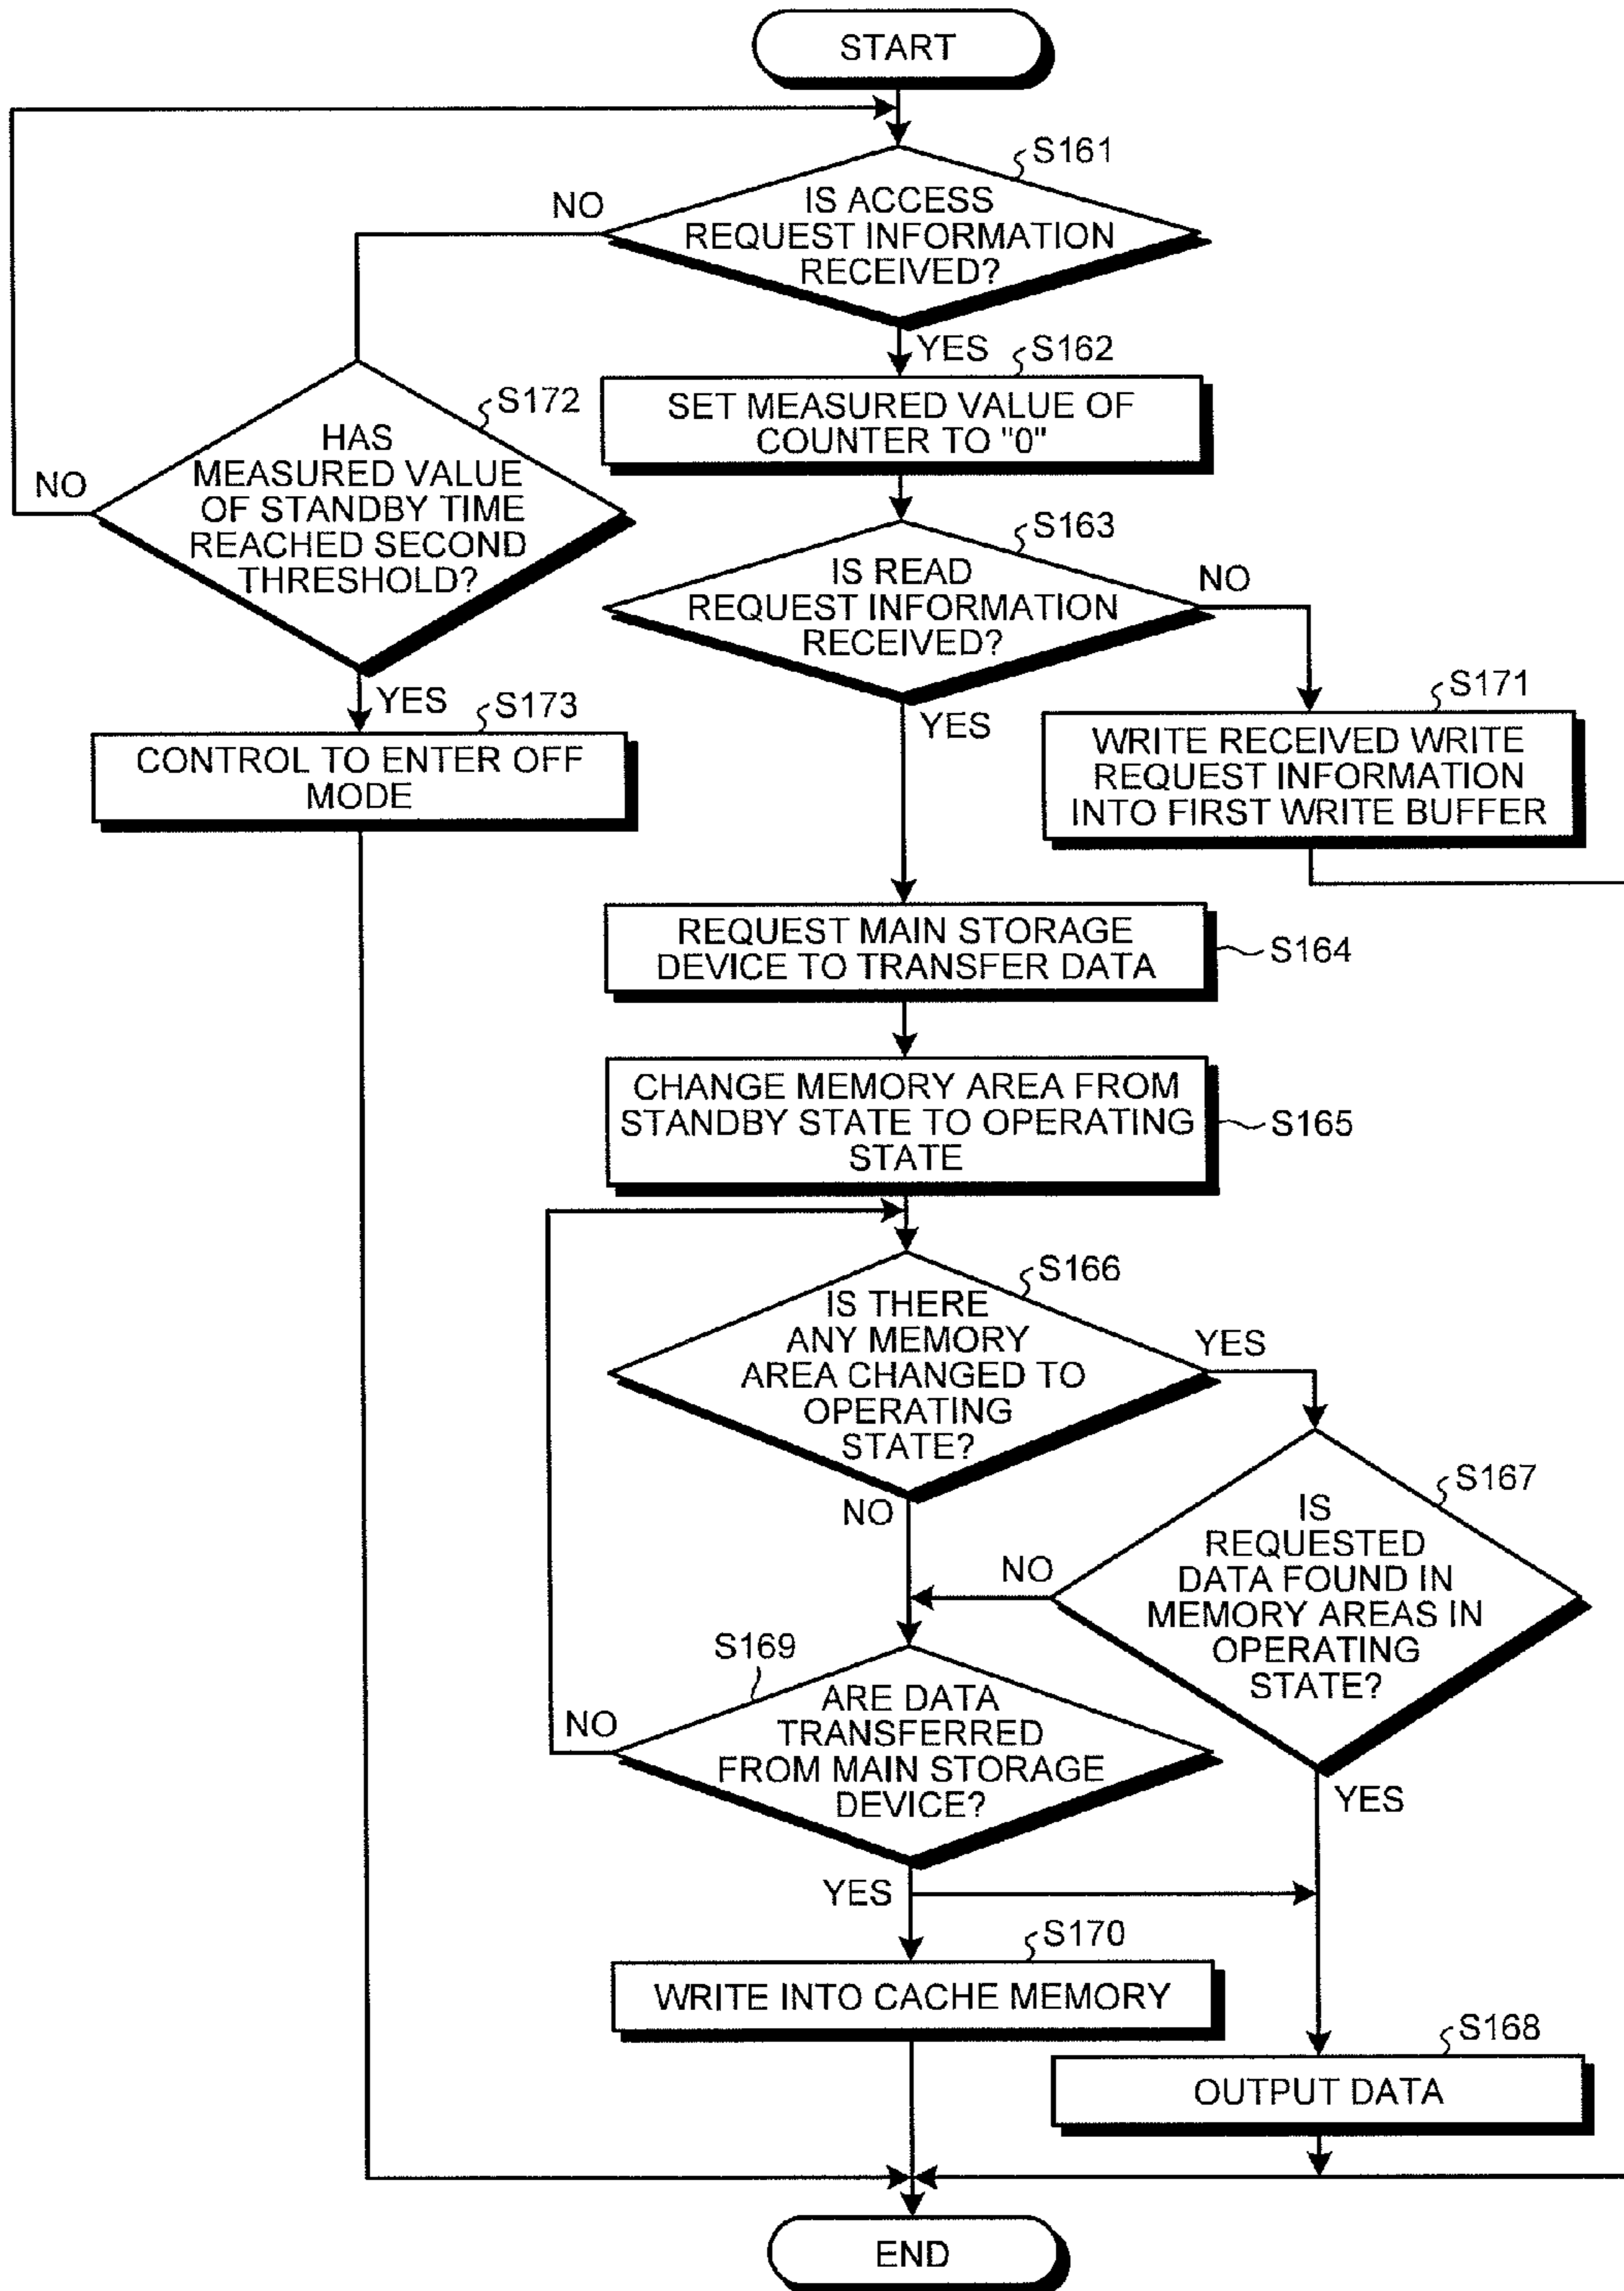 START
S161
NO
IS ACCESS
REQUEST INFORMATION
RECEIVED?
YES
S162
SET MEASURED VALUE OF
COUNTER TO "0"
S172
HAS
MEASURED VALUE
OF STANDBY TIME
REACHED SECOND
THRESHOLD?
NO
YES
S173
CONTROL TO ENTER OFF
MODE
S163
IS READ
REQUEST INFORMATION
RECEIVED?
NO
YES
S171
WRITE RECEIVED WRITE
REQUEST INFORMATION
INTO FIRST WRITE BUFFER
REQUEST MAIN STORAGE
DEVICE TO TRANSFER DATA
S164
CHANGE MEMORY AREA FROM
STANDBY STATE TO OPERATING
STATE
S165
S166
IS THERE
ANY MEMORY
AREA CHANGED TO
OPERATING
STATE?
YES
NO
S167
IS
REQUESTED
DATA FOUND IN
MEMORY AREAS IN
OPERATING
STATE?
NO
YES
S169
ARE DATA
TRANSFERRED
FROM MAIN STORAGE
DEVICE?
NO
YES
S170
WRITE INTO CACHE MEMORY
S168
OUTPUT DATA
END